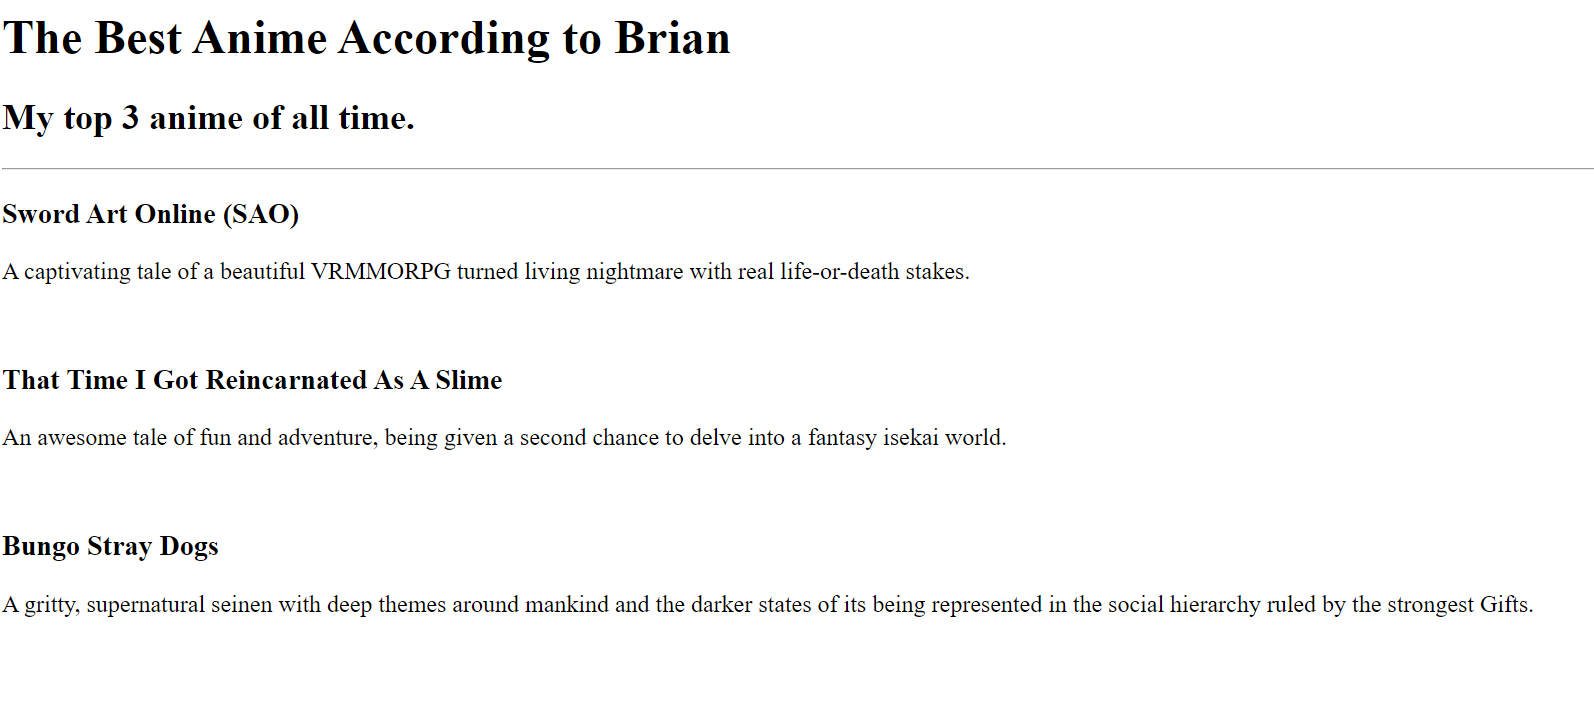 The Best Anime According to Brian
My top 3 anime of all time.
Sword Art Online (SAO)
A captivating tale of a beautiful VRMMORPG turned living nightmare with real life-or-death stakes.
That Time I Got Reincarnated As A Slime
An awesome tale of fun and adventure, being given a second chance to delve into a fantasy isekai world.
Bungo Stray Dogs
A gritty, supernatural seinen with deep themes around mankind and the darker states of its being represented in the social hierarchy ruled by the strongest Gifts.